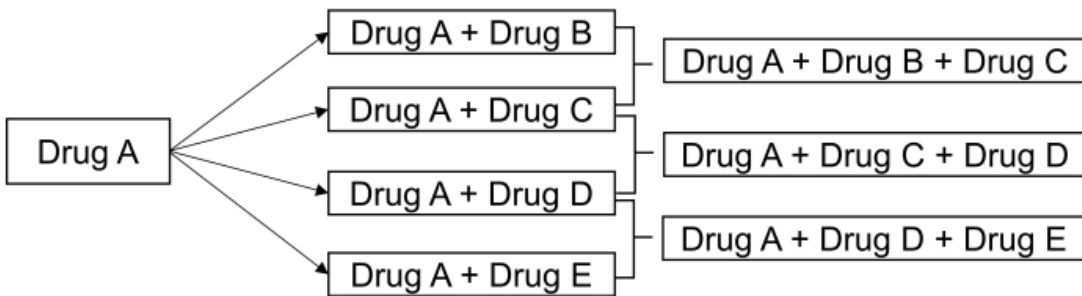 Drug A
Drug A + Drug B
Drug A + Drug C
Drug A + Drug D
Drug A + Drug E
Drug A + Drug B + Drug C
Drug A + Drug C + Drug D
Drug A + Drug D + Drug E